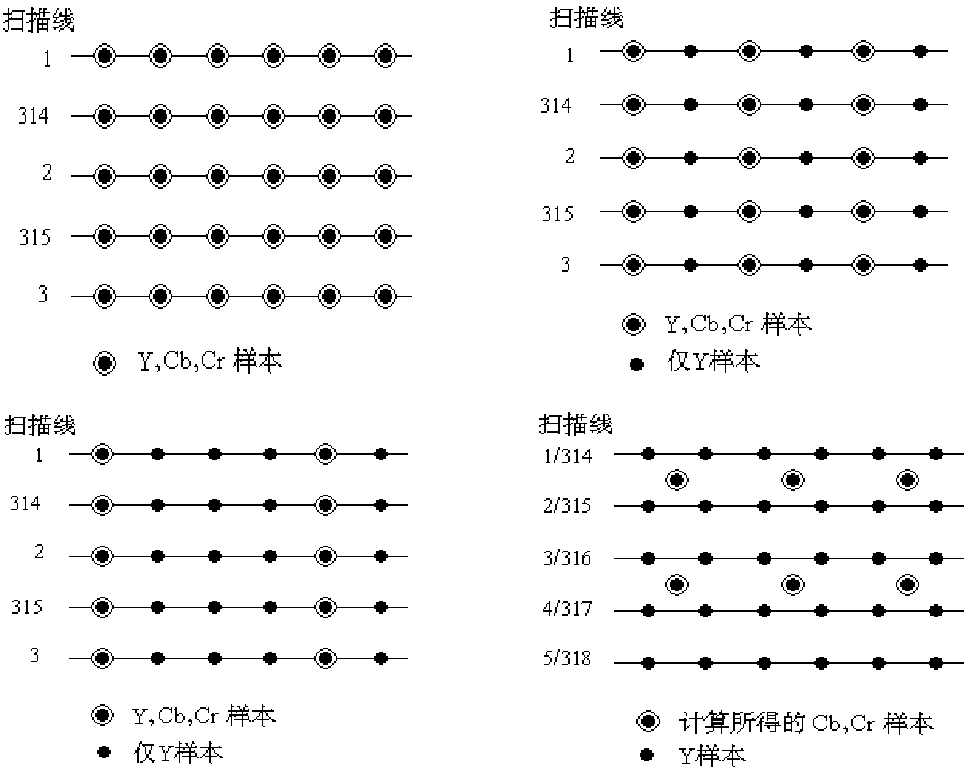 扫描线
1
314
2
315
3
Y,Cb,Cr 样本
扫描线
1
314
2
315
3
Y,Cb,Cr 样本
仅Y样本
扫描线
1
314
2
315
3
Y,Cb,Cr 样本
仅Y样本
扫描线
1/314
2/315
3/316
4/317
5/318
计算所得的 Cb,Cr 样本
Y样本